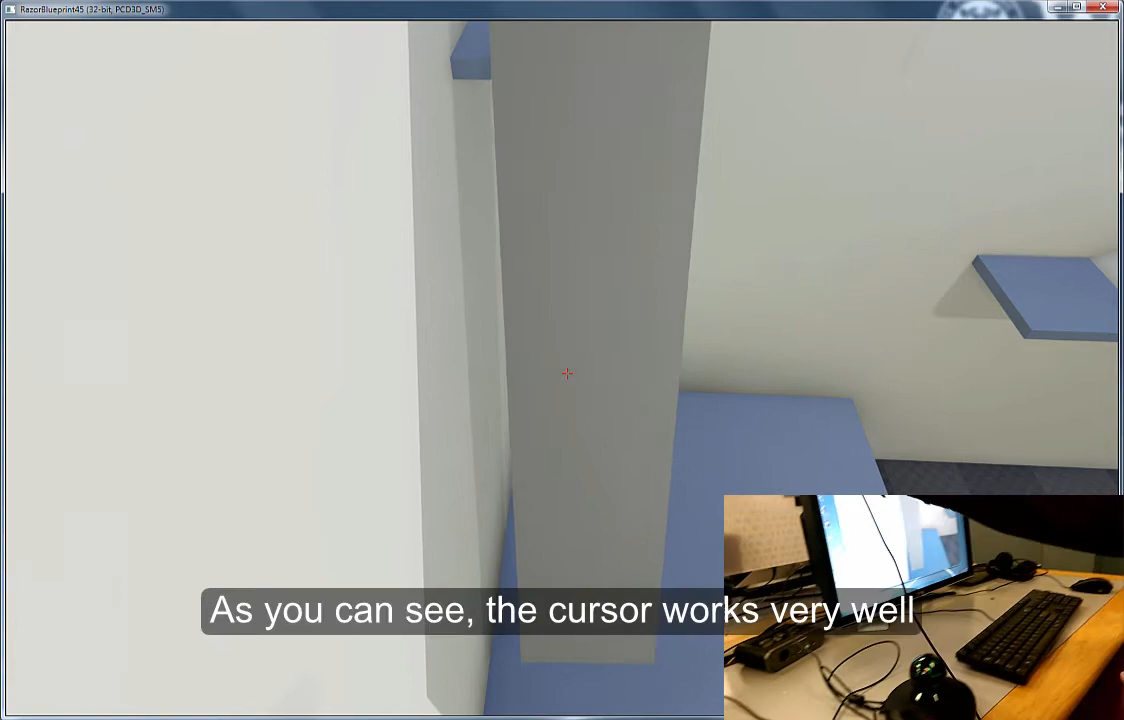 RazorBlueprint45 (32-bit, PCD3D_SM5)
As you can see, the cursor works very well